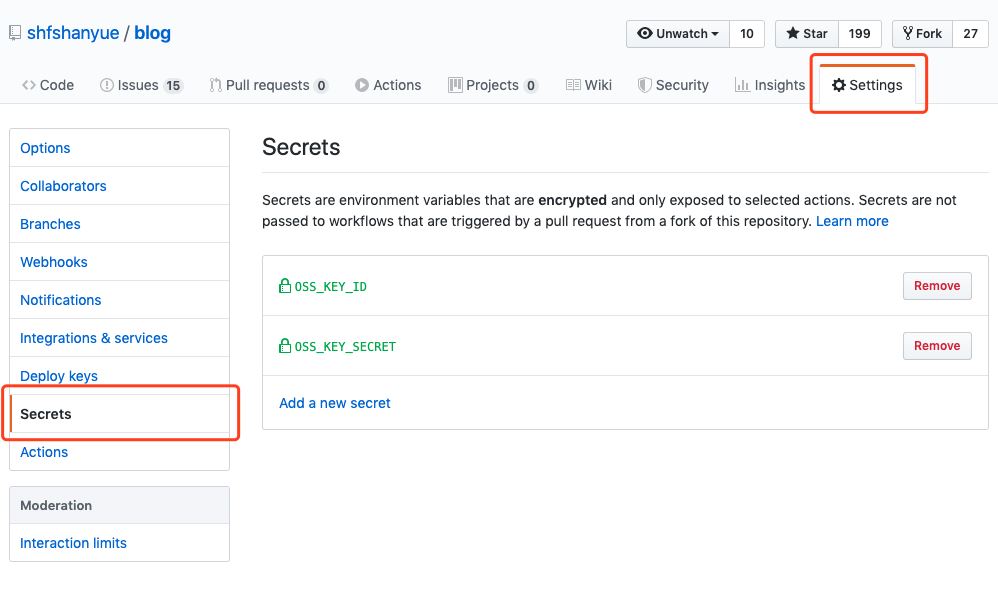 shfshanyue / blog
Unwatch 10 Star 199 Fork 27
Code Issues 15 Pull requests 0 Actions Projects 0 Wiki Security Insights Settings
Options
Collaborators
Branches
Webhooks
Notifications
Integrations & services
Deploy keys
Secrets
Actions
Moderation
Interaction limits
Secrets
Secrets are environment variables that are encrypted and only exposed to selected actions. Secrets are not
passed to workflows that are triggered by a pull request from a fork of this repository. Learn more
OSS_KEY_ID Remove
OSS_KEY_SECRET Remove
Add a new secret